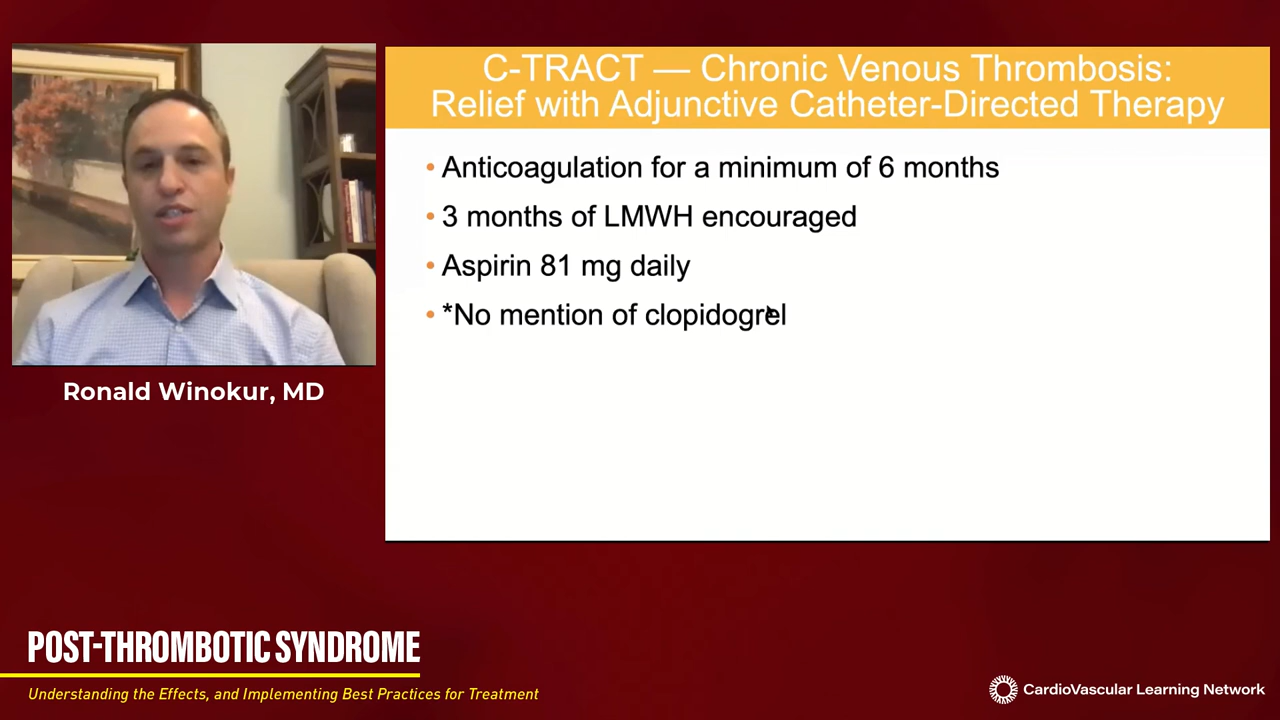 C-TRACT — Chronic Venous Thrombosis:
Relief with Adjunctive Catheter-Directed Therapy
• Anticoagulation for a minimum of 6 months
• 3 months of LMWH encouraged
• Aspirin 81 mg daily
• *No mention of clopidogrel
Ronald Winokur, MD
POST-THROMBOTIC SYNDROME
Understanding the Effects, and Implementing Best Practices for Treatment
CardioVascular Learning Network